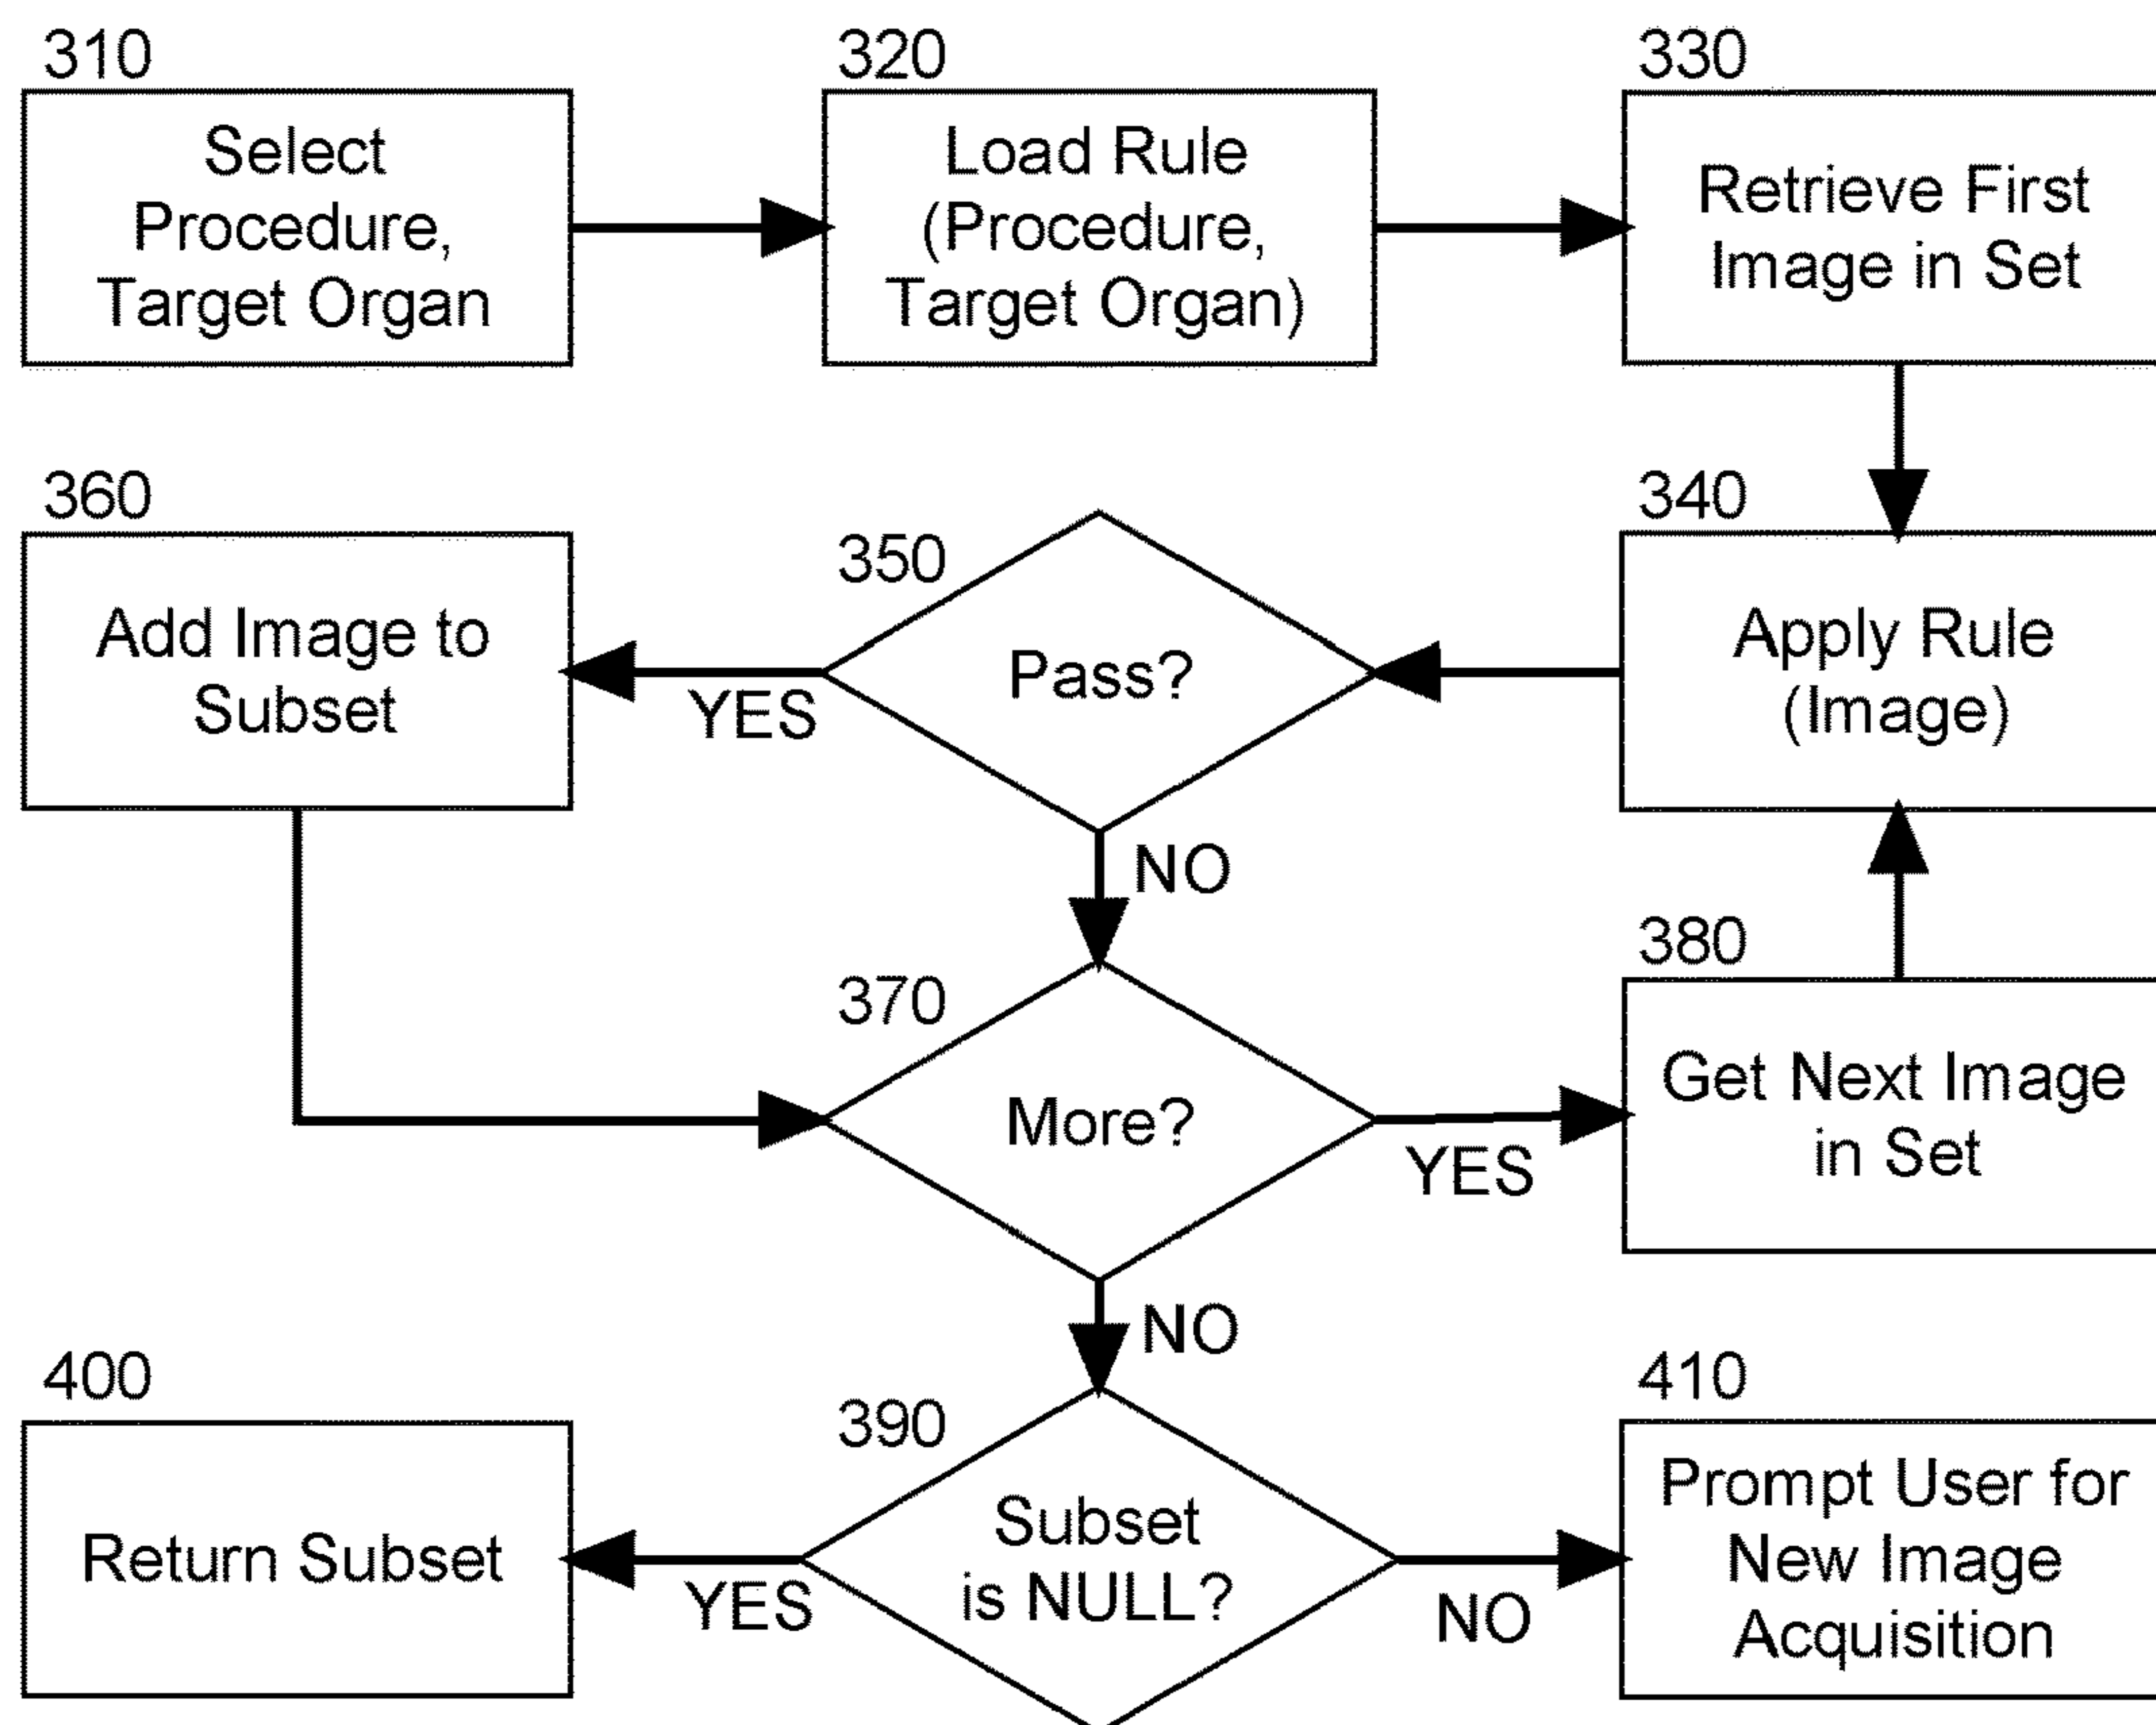 310
Select
Procedure,
Target Organ
320
Load Rule
(Procedure,
Target Organ)
330
Retrieve First
Image in Set
340
Apply Rule
(Image)
350
Pass?
YES
NO
360
Add Image to
Subset
370
More?
YES
NO
380
Get Next Image
in Set
390
Subset
is NULL?
YES
NO
400
Return Subset
410
Prompt User for
New Image
Acquisition